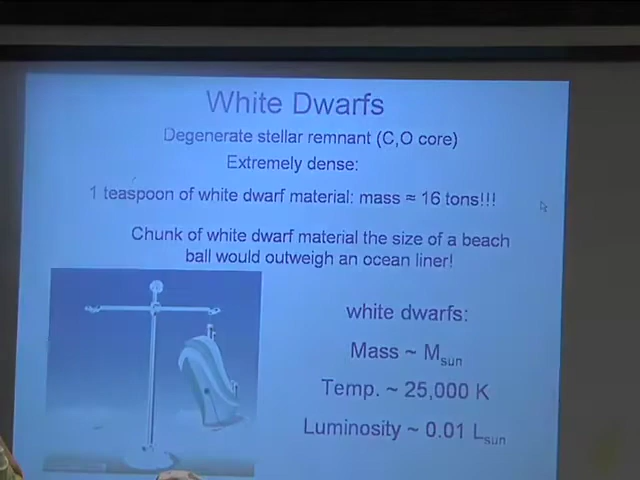 White Dwarfs
Degenerate stellar remnant (C,O core)
Extremely dense:
1 teaspoon of white dwarf material: mass ≈ 16 tons!!!
Chunk of white dwarf material the size of a beach
ball would outweigh an ocean liner!
white dwarfs:
Mass ~ Msun
Temp. ~ 25,000 K
Luminosity ~ 0.01 Lsun